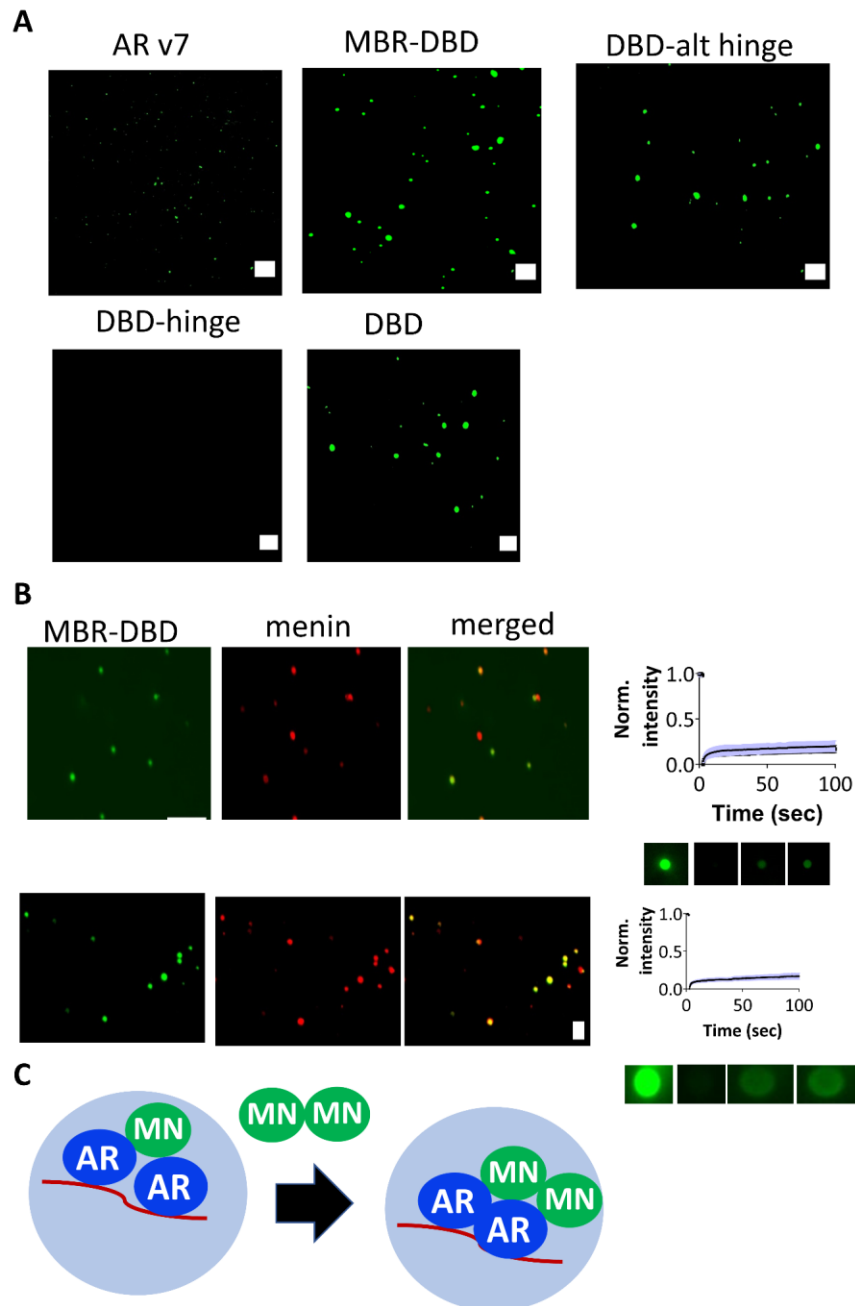 A
AR v7
MBR-DBD
DBD-alt hinge
DBD-hinge
DBD
B
MBR-DBD
menin
merged
Norm.
intensity
1.0
0.5
0.0
0
50
100
Time (sec)
Norm.
intensity
1.0
0.5
0.0
0
50
100
Time (sec)
C
MN
AR
AR
MN
MN
MN
AR
MN
AR